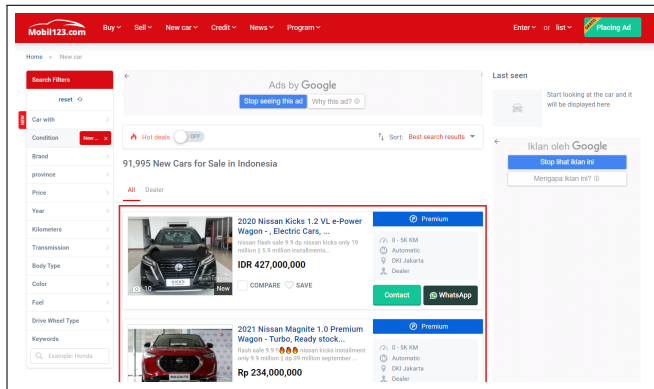 Mobil123.com
Buy Sell New car Credit News Program
Enter or list
Placing Ad
Home » New car
Search Filters
reset
NEW
Car with
Condition New ... ×
Brand
province
Price
Year
Kilometers
Transmission
Body Type
Color
Fuel
Drive Wheel Type
Keywords
Example: Honda
Ads by Google
Stop seeing this ad Why this ad?
Hot deals OFF
Sort: Best search results
91,995 New Cars for Sale in Indonesia
All Dealer
2020 Nissan Kicks 1.2 VL e-Power
Wagon - , Electric Cars, ...
nissan flash sale 9.9 dp nissan kicks only 19
million || 5.9 million installments...
IDR 427,000,000
COMPARE SAVE
10
KICKS
New
Premium
0 - 5K KM
Automatic
DKI Jakarta
Dealer
Contact WhatsApp
2021 Nissan Magnite 1.0 Premium
Wagon - Turbo, Ready stock...
flash sale 9.9 9🔥🔥🔥 nissan kicks installment
only 9.9 million || dp 39 million september ...
Rp 234,000,000
MAGNITE
Premium
0 - 5K KM
Automatic
DKI Jakarta
Dealer
Last seen
Start looking at the car and it
will be displayed here
Iklan oleh Google
Stop lihat iklan ini
Mengapa iklan ini?